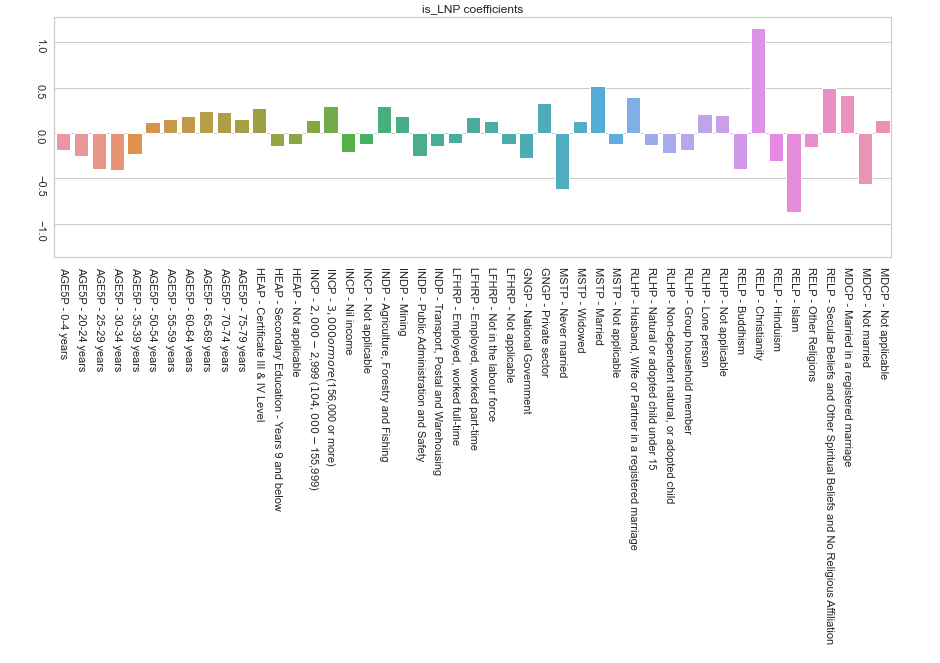 is_LNP coefficients
1.0
0.5
0.0
−0.5
−1.0
AGE5P - 0-4 years
AGE5P - 20-24 years
AGE5P - 25-29 years
AGE5P - 30-34 years
AGE5P - 35-39 years
AGE5P - 50-54 years
AGE5P - 55-59 years
AGE5P - 60-64 years
AGE5P - 65-69 years
AGE5P - 70-74 years
AGE5P - 75-79 years
HEAP - Certificate III & IV Level
HEAP - Secondary Education - Years 9 and below
HEAP - Not applicable
INCP - 2,000−2,999 (104,000−155,999)
INCP - 3,000ormore(156,000 or more)
INCP - Nil income
INCP - Not applicable
INDP - Agriculture, Forestry and Fishing
INDP - Mining
INDP - Public Administration and Safety
INDP - Transport, Postal and Warehousing
LFHRP - Employed, worked full-time
LFHRP - Employed, worked part-time
LFHRP - Not in the labour force
LFHRP - Not applicable
GNGP - National Government
GNGP - Private sector
MSTP - Never married
MSTP - Widowed
MSTP - Married
MSTP - Not applicable
RLHP - Husband, Wife or Partner in a registered marriage
RLHP - Natural or adopted child under 15
RLHP - Non-dependent natural, or adopted child
RLHP - Group household member
RLHP - Lone person
RLHP - Not applicable
RELP - Buddhism
RELP - Christianity
RELP - Hinduism
RELP - Islam
RELP - Other Religions
RELP - Secular Beliefs and Other Spiritual Beliefs and No Religious Affiliation
MDCP - Married in a registered marriage
MDCP - Not married
MDCP - Not applicable